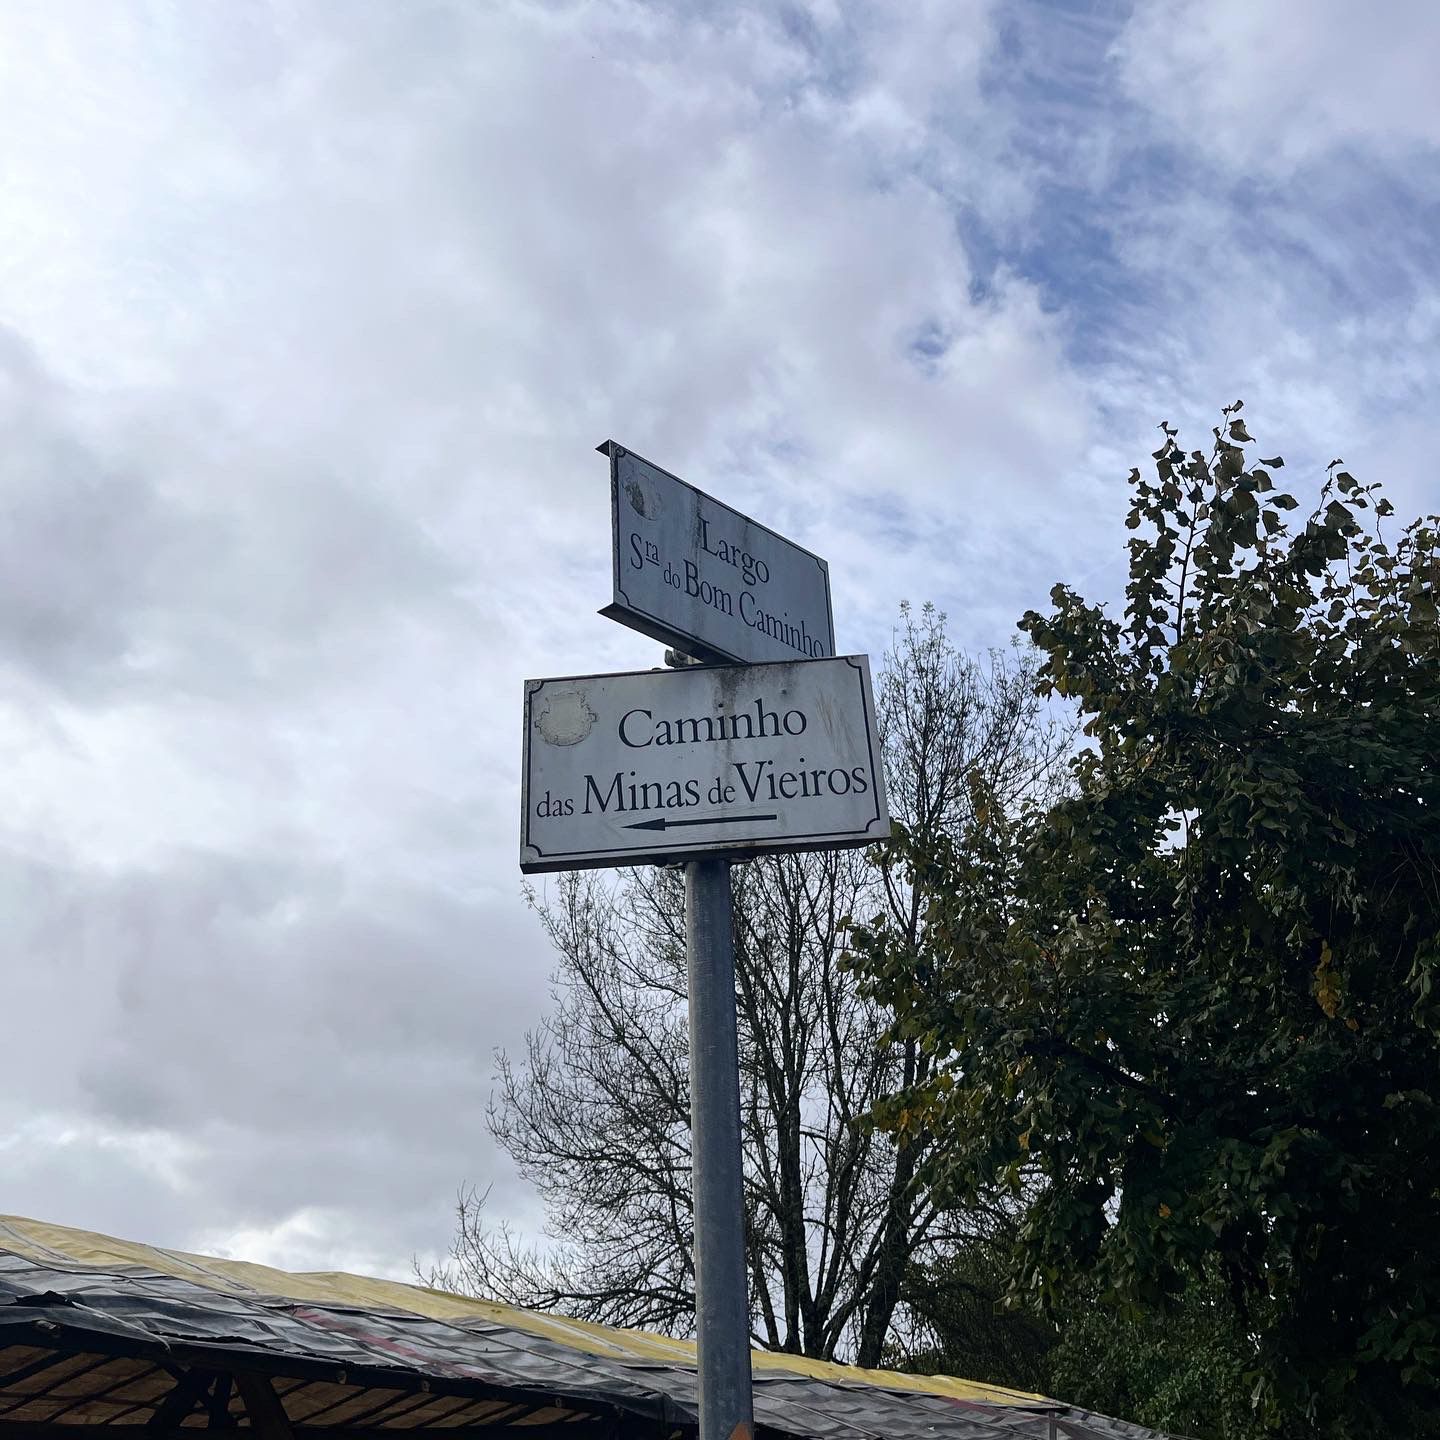 Largo
Sra do Bom Caminho
Caminho
das Minas de Vieiros